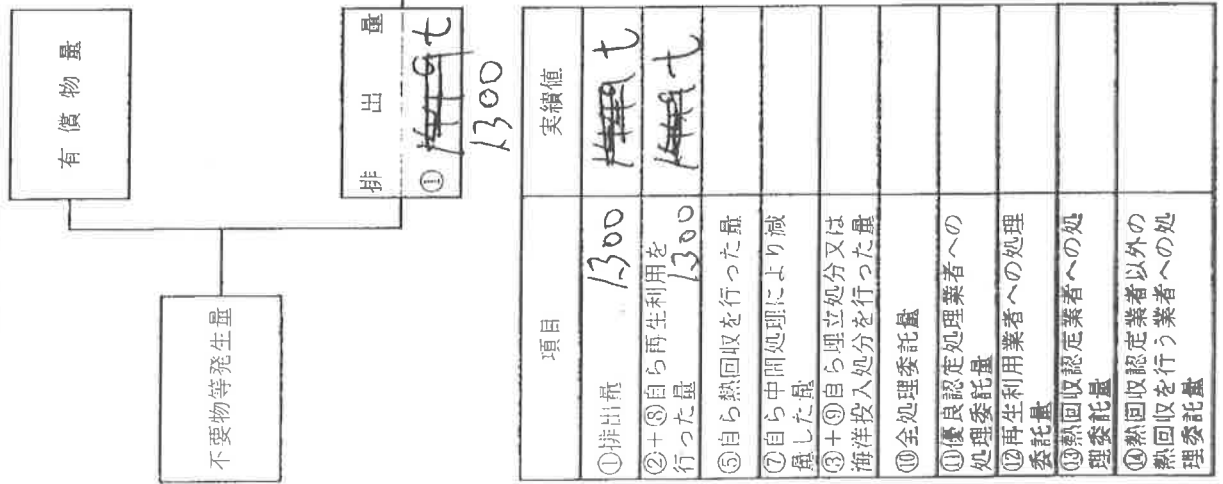 有償物量
不要物等発生量
排出量
① t
1300
項目 実績値
①排出量 1300 t
②+⑧自ら再生利用を
行った量 1300 t
⑤自ら熱回収を行った量
⑦自ら中間処理により減
量した量
③+⑨自ら埋立処分又は
海洋投入処分を行った量
⑩全処理委託量
⑪優良認定処理業者への
処理委託量
⑫再生利用業者への処理
委託量
⑬熱回収認定業者への処
理委託量
⑭熱回収認定業者以外の
熱回収を行う業者への処
理委託量